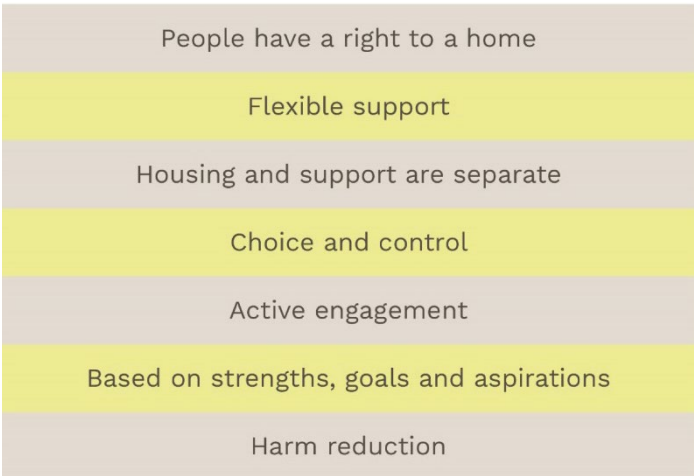 People have a right to a home
Flexible support
Housing and support are separate
Choice and control
Active engagement
Based on strengths, goals and aspirations
Harm reduction